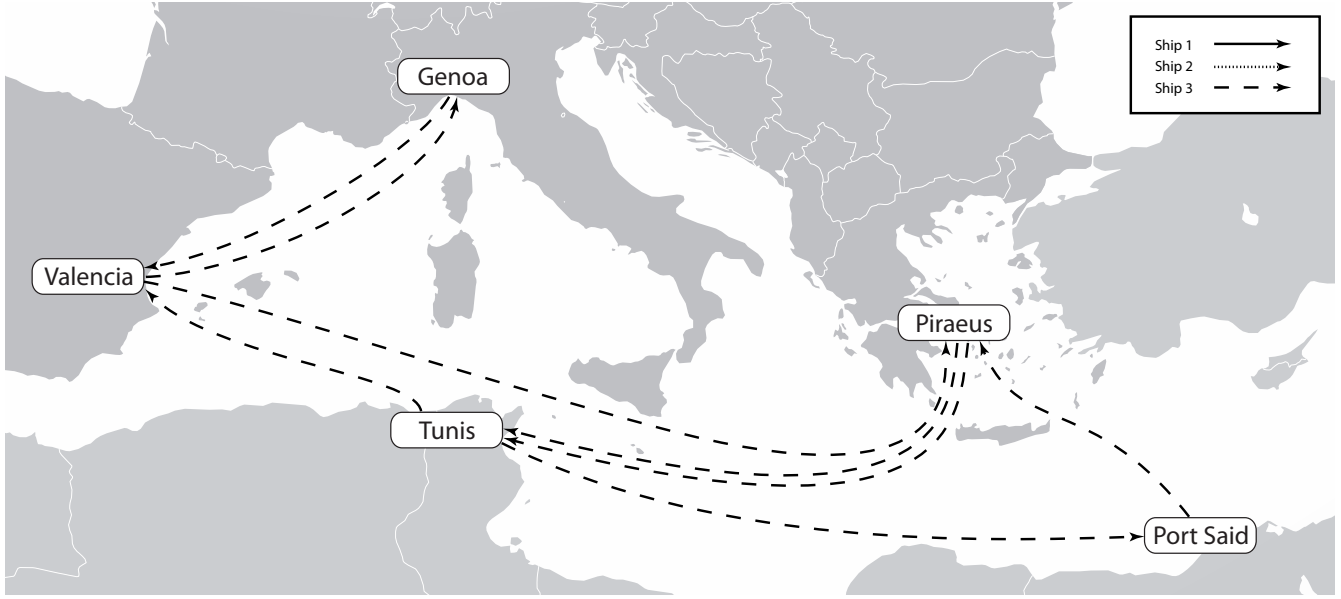 Genoa
Ship 1
Ship 2
Ship 3
Valencia
Piraeus
Tunis
Port Said